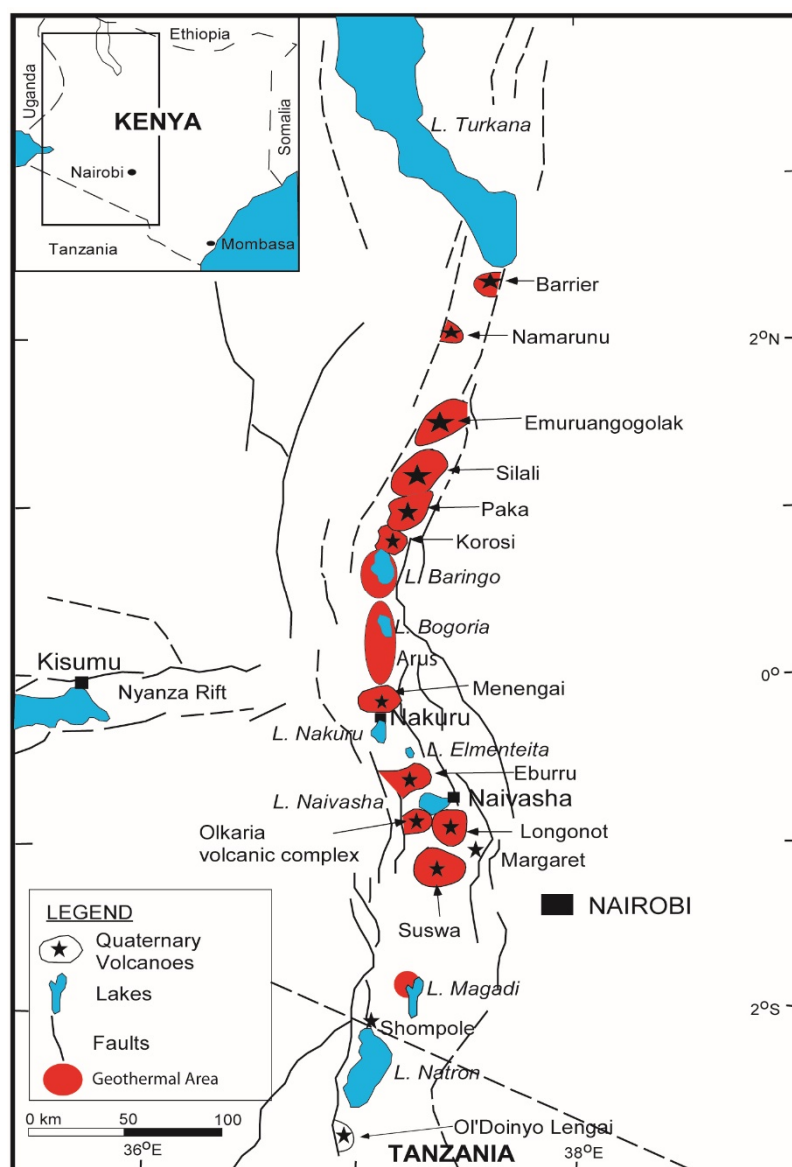 Ethiopia
Uganda
KENYA
Somalia
Nairobi
Tanzania
Mombasa
L. Turkana
Barrier
Namarunu
2°N
Emuruangogolak
Silali
Paka
Korosi
L. Baringo
L. Bogoria
Arus
Kisumu
0°
Nyanza Rift
Menengai
Nakuru
L. Nakuru
L. Elmenteita
Eburru
L. Naivasha
Naivasha
Olkaria
volcanic complex
Longonot
Margaret
NAIROBI
Suswa
LEGEND
Quaternary
Volcanoes
Lakes
Faults
Geothermal Area
L. Magadi
2°S
Shompole
L. Natron
0 km 50 100
Ol'Doinyo Lengai
36°E
TANZANIA
38°E